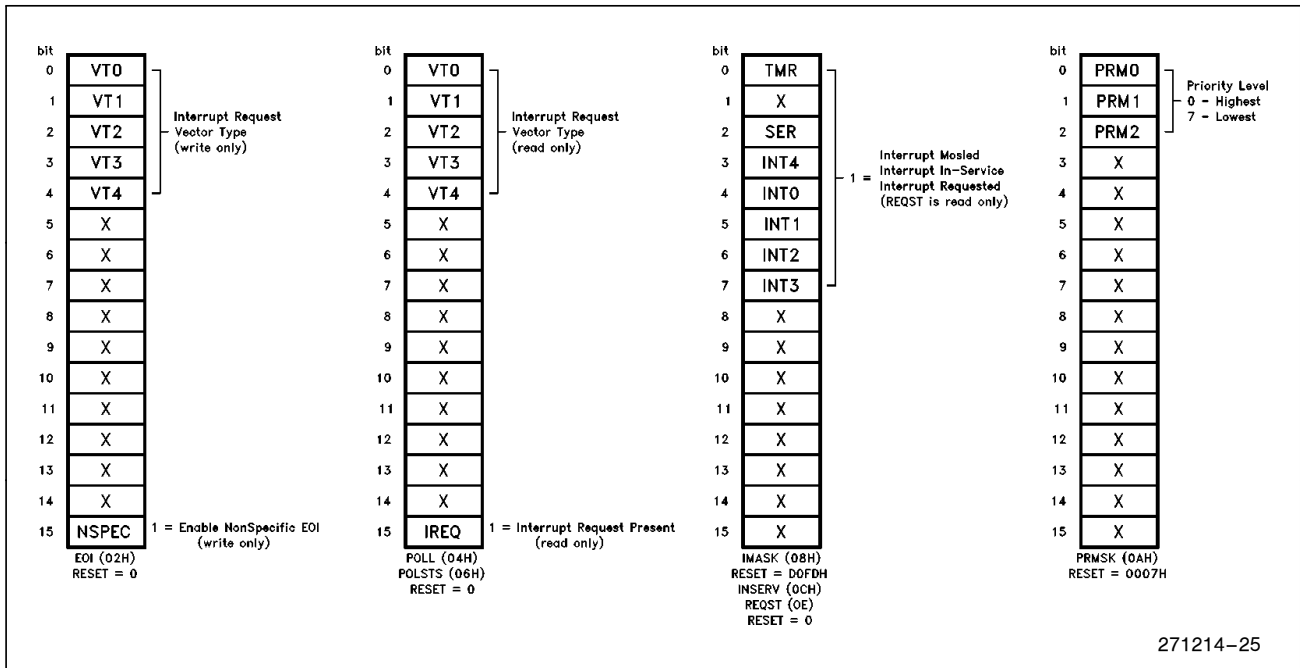 bit
0 VT0
1 VT1
2 VT2
3 VT3
4 VT4
5 X
6 X
7 X
8 X
9 X
10 X
11 X
12 X
13 X
14 X
15 NSPEC
Interrupt Request
Vector Type
(write only)
1 = Enable NonSpecific EOI
(write only)
EOI (02H)
RESET = 0
bit
0 VT0
1 VT1
2 VT2
3 VT3
4 VT4
5 X
6 X
7 X
8 X
9 X
10 X
11 X
12 X
13 X
14 X
15 IREQ
Interrupt Request
Vector Type
(read only)
1 = Interrupt Request Present
(read only)
POLL (04H)
POLSTS (06H)
RESET = 0
bit
0 TMR
1 X
2 SER
3 INT4
4 INT0
5 INT1
6 INT2
7 INT3
8 X
9 X
10 X
11 X
12 X
13 X
14 X
15 X
1 =
Interrupt Mosled
Interrupt In-Service
Interrupt Requested
(REQST is read only)
IMASK (08H)
RESET = D0FDH
INSERV (0CH)
REQST (0E)
RESET = 0
bit
0 PRM0
1 PRM1
2 PRM2
3 X
4 X
5 X
6 X
7 X
8 X
9 X
10 X
11 X
12 X
13 X
14 X
15 X
Priority Level
0 - Highest
7 - Lowest
PRMSK (0AH)
RESET = 0007H
271214-25